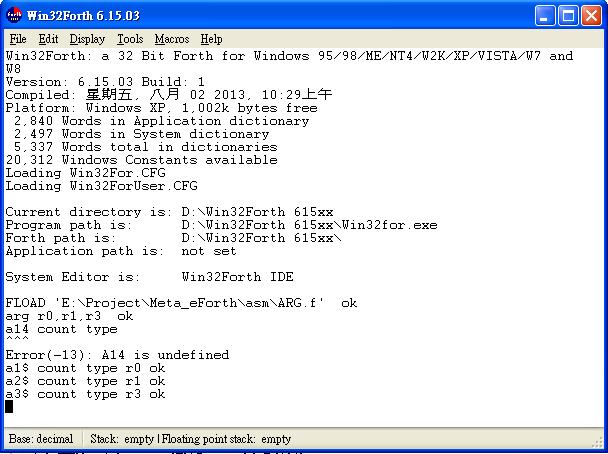 Win32Forth 6.15.03
File Edit Display Tools Macros Help
Win32Forth: a 32 Bit Forth for Windows 95/98/ME/NT4/W2K/XP/VISTA/W7 and
W8
Version: 6.15.03 Build: 1
Compiled: 星期五, 八月 02 2013, 10:29上午
Platform: Windows XP, 1,002k bytes free
2,840 Words in Application dictionary
2,497 Words in System dictionary
5,337 Words total in dictionaries
20,312 Windows Constants available
Loading Win32For.CFG
Loading Win32ForUser.CFG
Current directory is: D:\Win32Forth 615xx
Program path is: D:\Win32Forth 615xx\Win32for.exe
Forth path is: D:\Win32Forth 615xx\
Application path is: not set
System Editor is: Win32Forth IDE
FLOAD 'E:\Project\Meta_eForth\asm\ARG.f' ok
arg r0,r1,r3 ok
a14 count type
^^^
Error(-13): A14 is undefined
a1$ count type r0 ok
a2$ count type r1 ok
a3$ count type r3 ok
Base: decimal Stack: empty | Floating point stack: empty